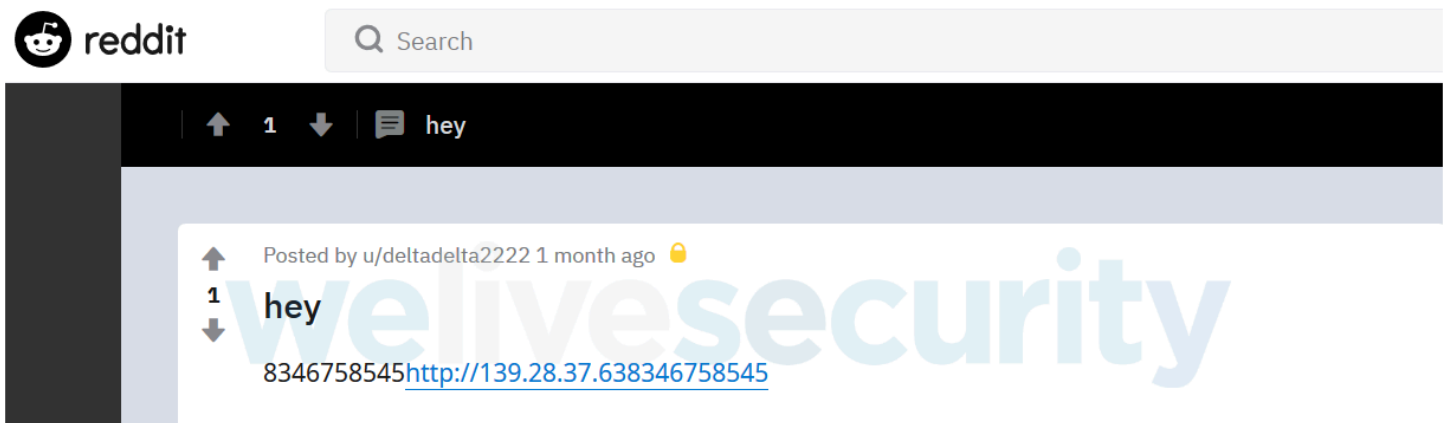 reddit
Search
1 hey
Posted by u/deltadelta2222 1 month ago
1
hey
8346758545http://139.28.37.638346758545
welivesecurity